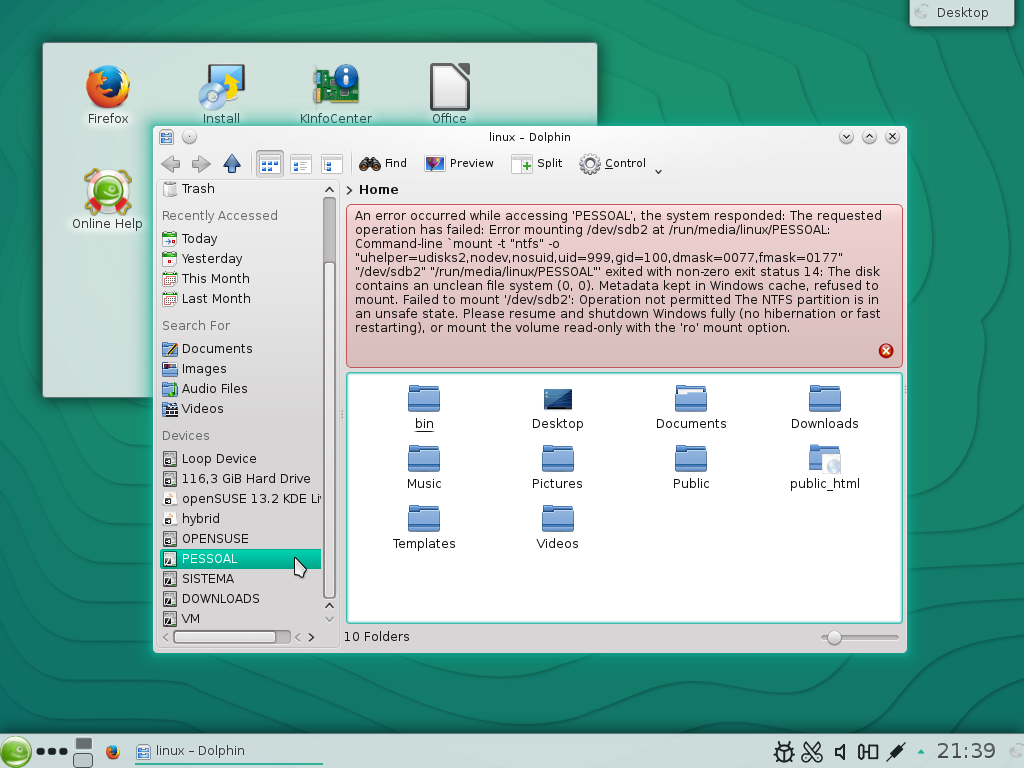 Desktop
Firefox
Install
KInfoCenter
Office
Online Help
linux – Dolphin
Find
Preview
Split
Control
Trash
Recently Accessed
Today
Yesterday
This Month
Last Month
Search For
Documents
Images
Audio Files
Videos
Devices
Loop Device
116,3 GiB Hard Drive
openSUSE 13.2 KDE Li
hybrid
OPENSUSE
PESSOAL
SISTEMA
DOWNLOADS
VM
> Home
An error occurred while accessing 'PESSOAL', the system responded: The requested
operation has failed: Error mounting /dev/sdb2 at /run/media/linux/PESSOAL:
Command-line `mount -t "ntfs" -o
"uhelper=udisks2,nodev,nosuid,uid=999,gid=100,dmask=0077,fmask=0177"
"/dev/sdb2" "/run/media/linux/PESSOAL"' exited with non-zero exit status 14: The disk
contains an unclean file system (0, 0). Metadata kept in Windows cache, refused to
mount. Failed to mount '/dev/sdb2': Operation not permitted The NTFS partition is in
an unsafe state. Please resume and shutdown Windows fully (no hibernation or fast
restarting), or mount the volume read-only with the 'ro' mount option.
bin
Desktop
Documents
Downloads
Music
Pictures
Public
public_html
Templates
Videos
10 Folders
linux – Dolphin
21:39